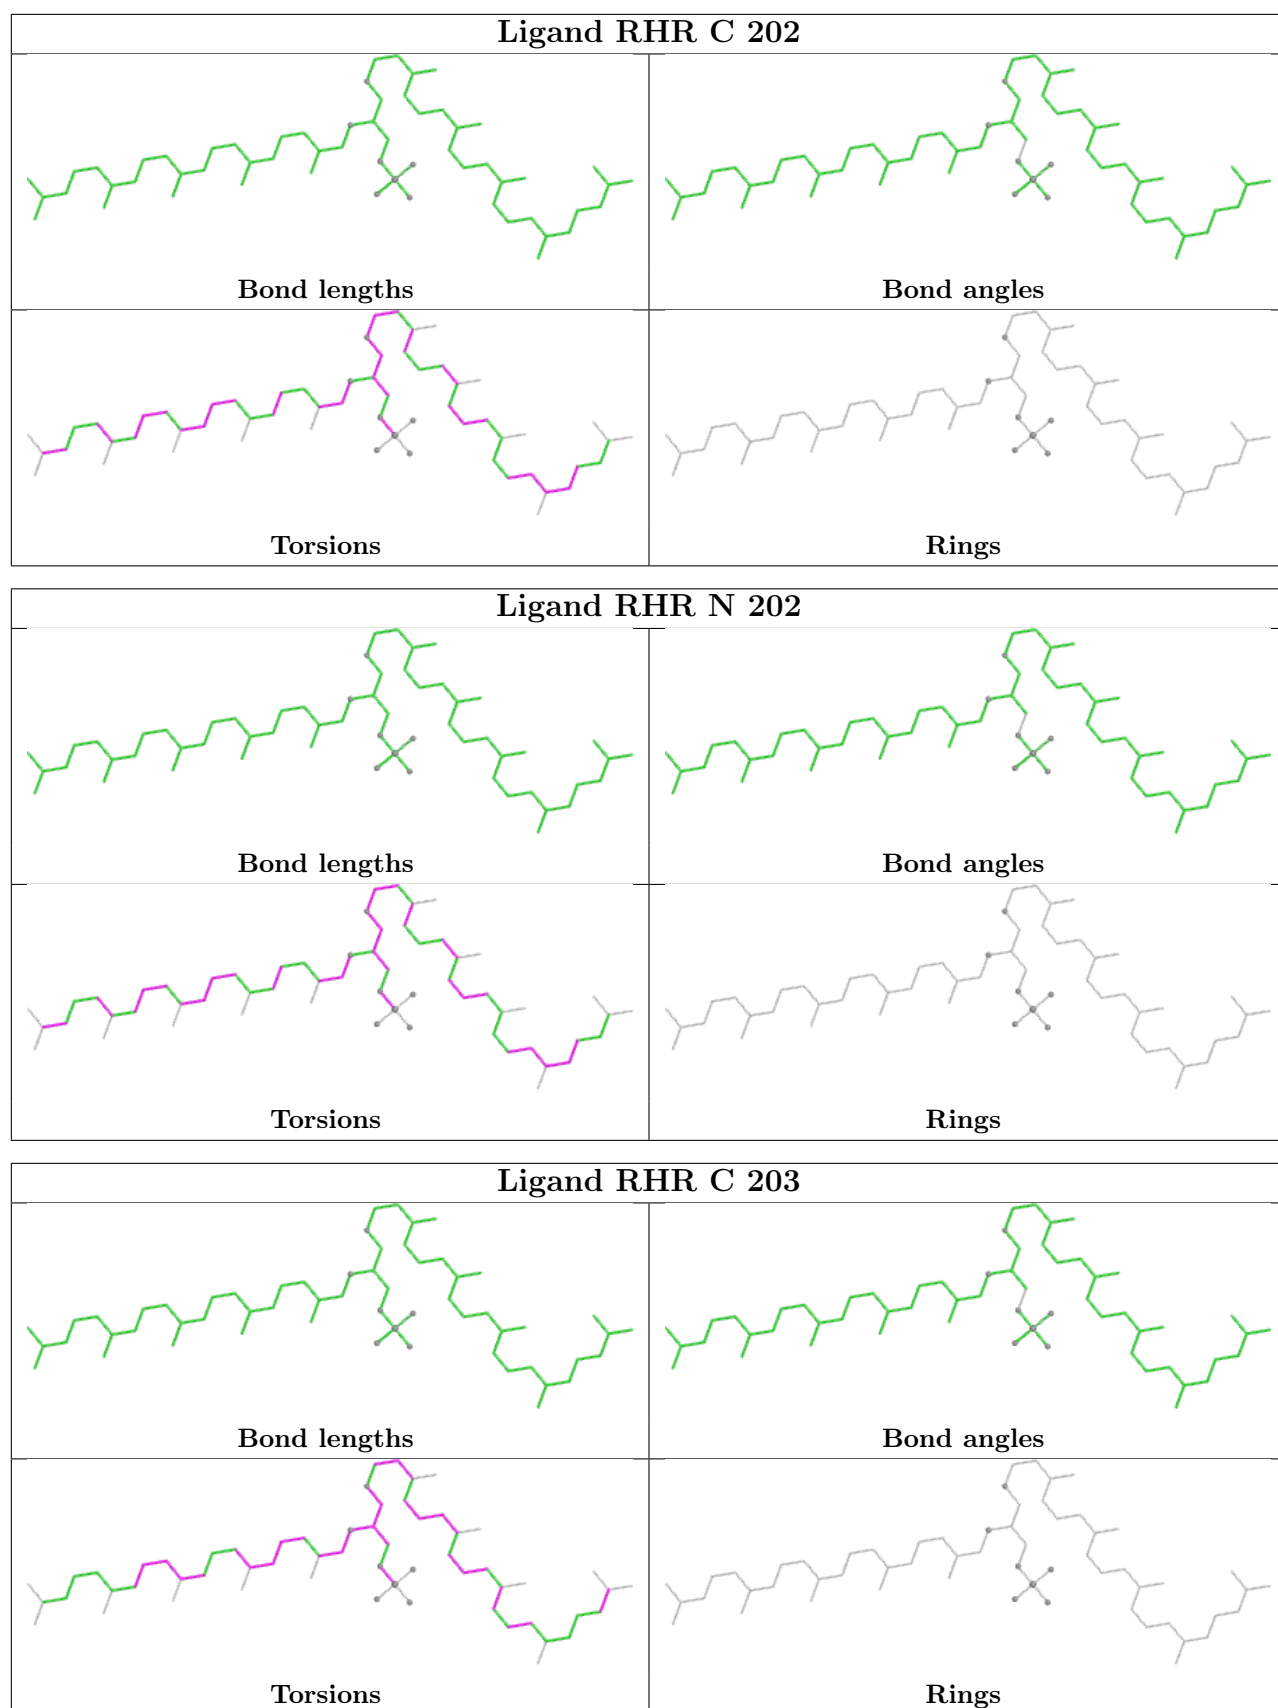 Ligand RHR C 202
Bond lengths
Bond angles
Torsions
Rings
Ligand RHR N 202
Bond lengths
Bond angles
Torsions
Rings
Ligand RHR C 203
Bond lengths
Bond angles
Torsions
Rings